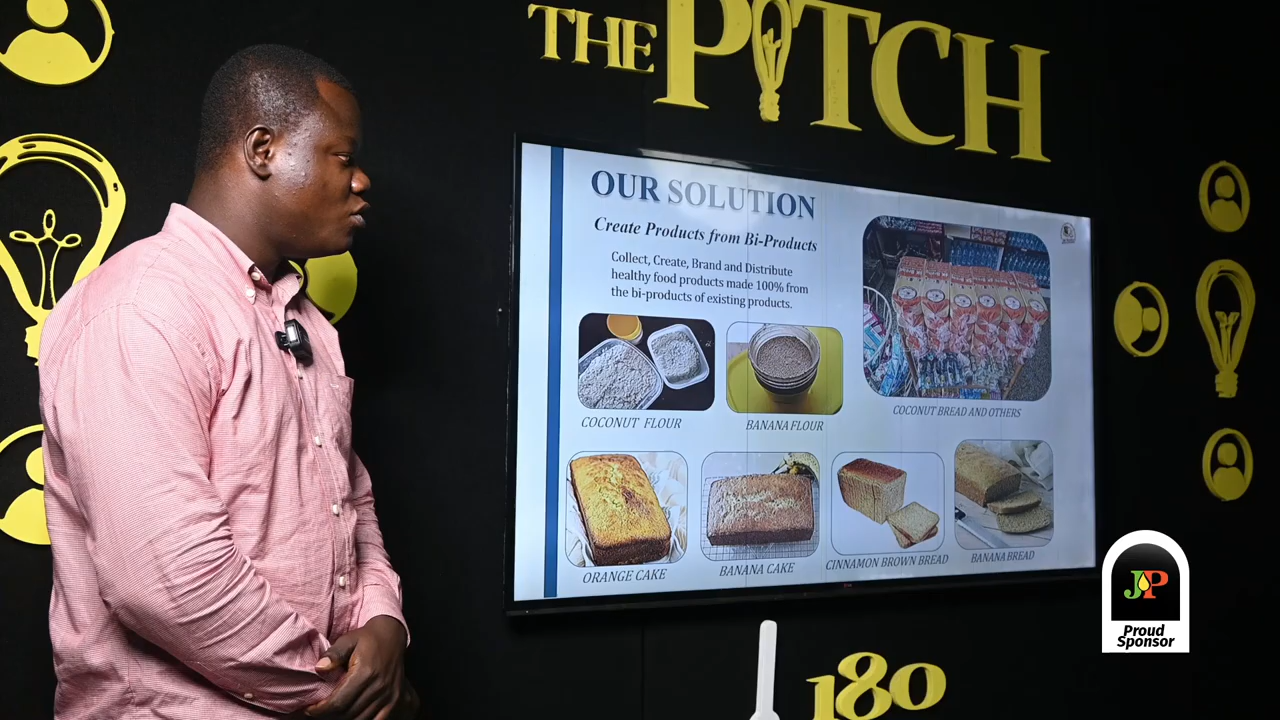 THE PITCH
OUR SOLUTION
Create Products from Bi-Products
Collect, Create, Brand and Distribute
healthy food products made 100% from
the bi-products of existing products.
COCONUT FLOUR
BANANA FLOUR
COCONUT BREAD AND OTHERS
ORANGE CAKE
BANANA CAKE
CINNAMON BROWN BREAD
BANANA BREAD
JP
Proud
Sponsor
180